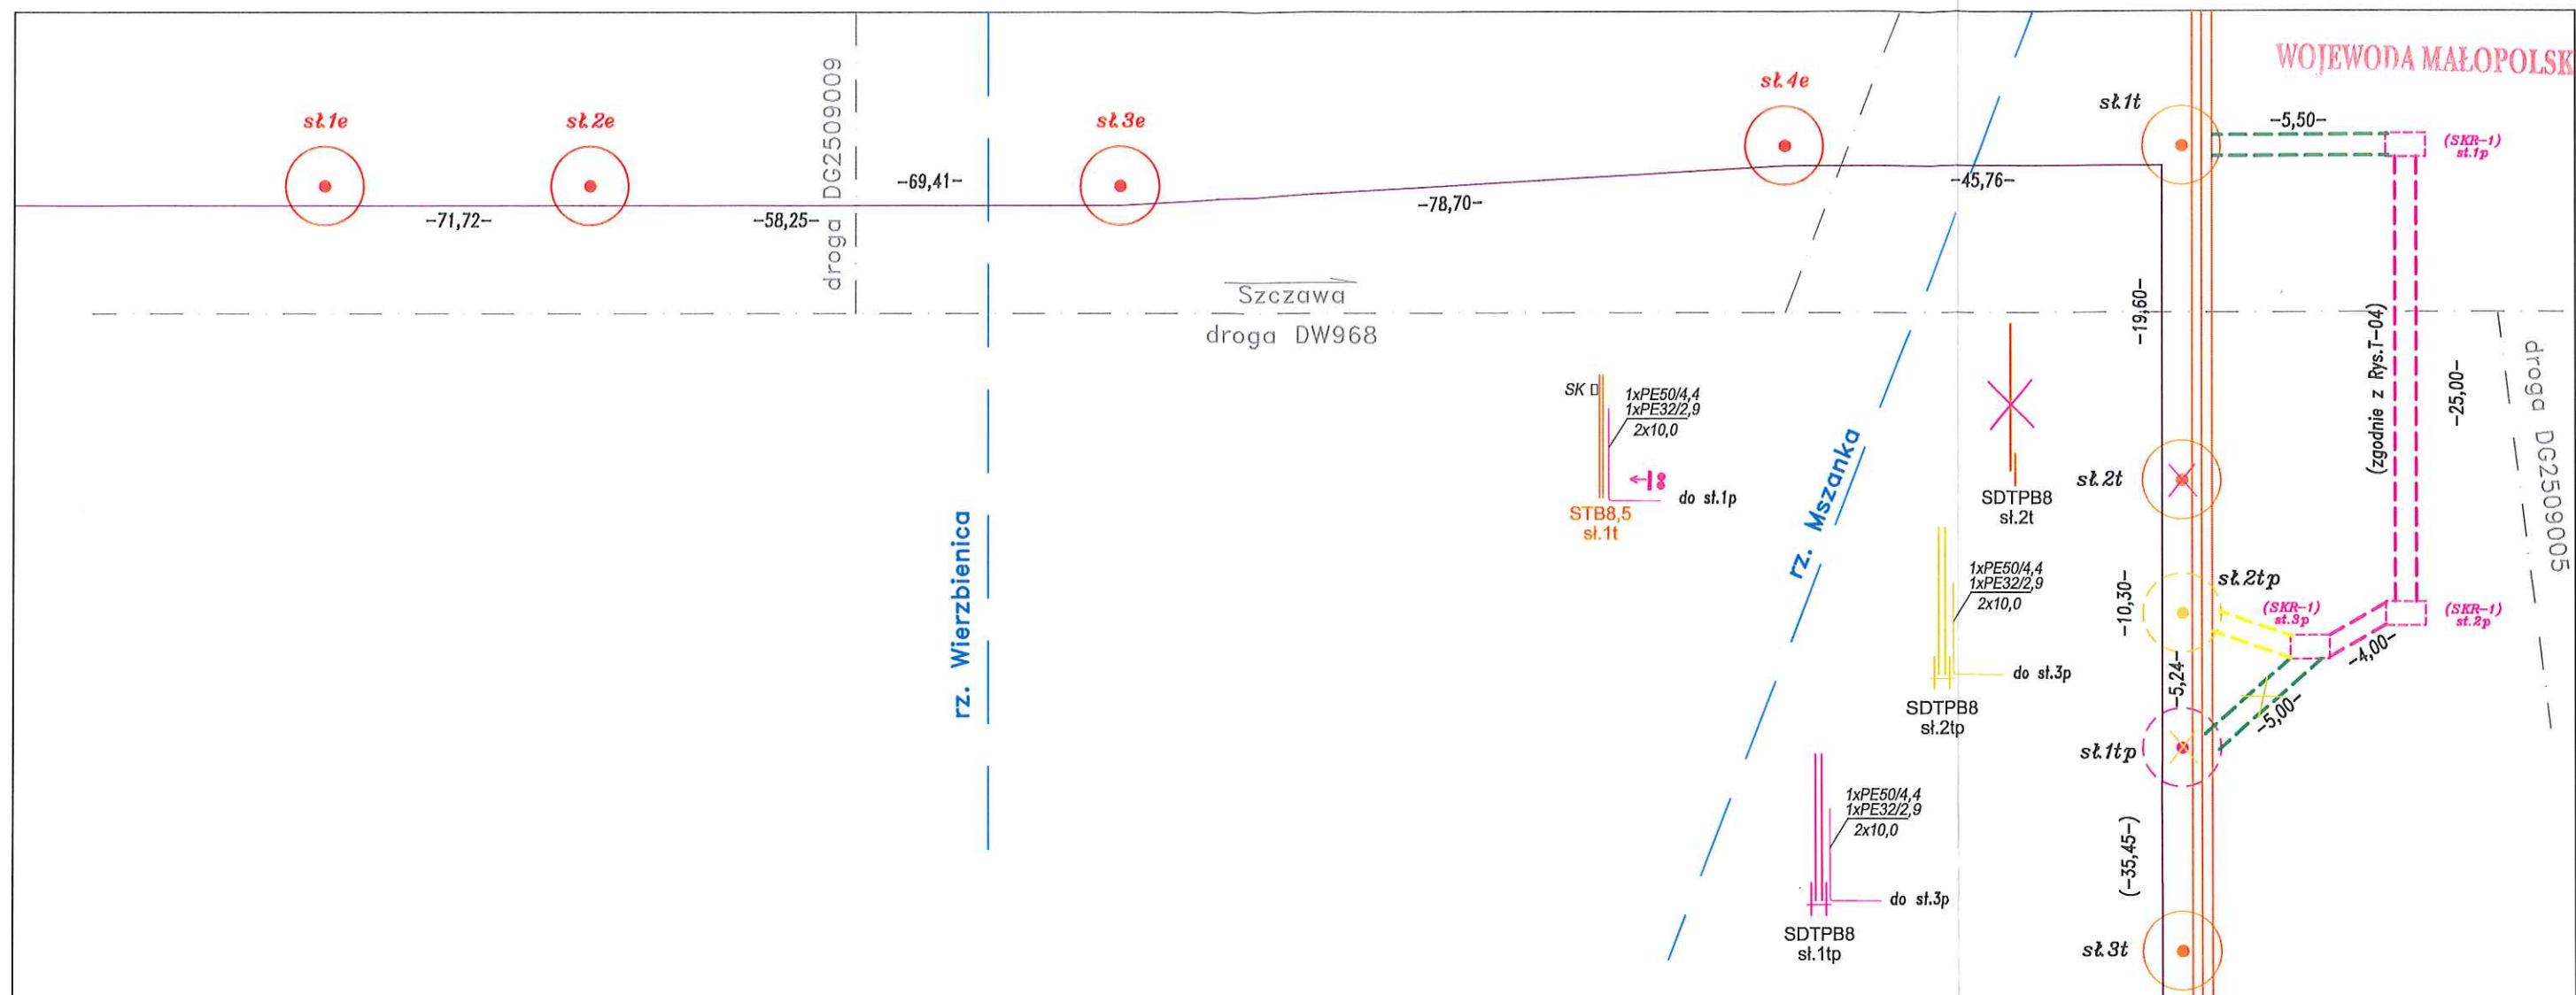 WOJEWODA MAŁOPOLSK
sł.1e
sł.2e
sł.3e
sł.4e
sł.1t
-5,50-
(SKR-1)
st.1p
droga DG2509009
-69,41-
-71,72-
-58,25-
-78,70-
-45,76-
Szczawa
droga DW968
-19,60-
(zgodnie z Rys.T-04)
-25,00-
droga DG2509005
SK
1xPE50/4,4
1xPE32/2,9
2x10,0
do st.1p
STB8,5
sł.1t
SDTPB8
sł.2t
sł.2t
rz. Mszanka
rz. Wierzbienica
1xPE50/4,4
1xPE32/2,9
2x10,0
do st.3p
SDTPB8
sł.2tp
-10,30-
sł.2tp
(SKR-1)
st.3p
(SKR-1)
st.2p
-4,00-
-5,24-
-5,00-
sł.1tp
1xPE50/4,4
1xPE32/2,9
2x10,0
do st.3p
SDTPB8
sł.1tp
(-35,45-)
sł.3t